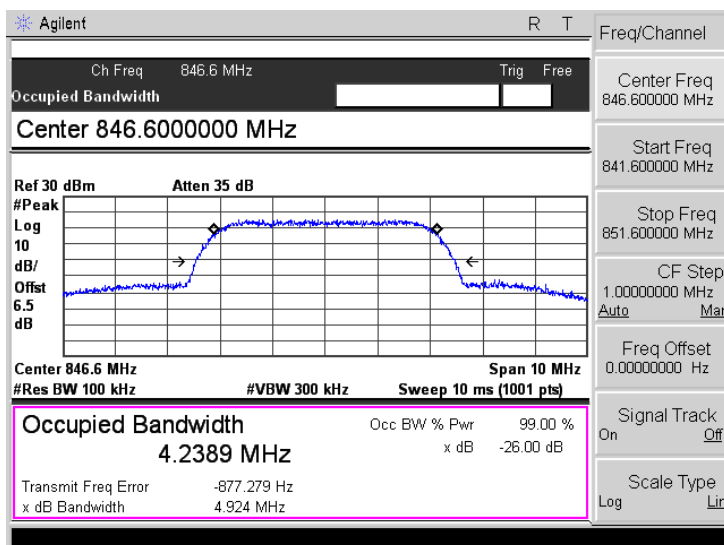 Agilent R T
Ch Freq 846.6 MHz Trig Free
Occupied Bandwidth
Center 846.6000000 MHz
Ref 30 dBm Atten 35 dB
#Peak
Log
10
dB/
Offst
6.5
dB
Center 846.6 MHz Span 10 MHz
#Res BW 100 kHz #VBW 300 kHz Sweep 10 ms (1001 pts)
Occupied Bandwidth
4.2389 MHz
Occ BW % Pwr 99.00 %
x dB -26.00 dB
Transmit Freq Error -877.279 Hz
x dB Bandwidth 4.924 MHz
Freq/Channel
Center Freq
846.600000 MHz
Start Freq
841.600000 MHz
Stop Freq
851.600000 MHz
CF Step
1.00000000 MHz
Auto Mar
Freq Offset
0.00000000 Hz
Signal Track
On Off
Scale Type
Log Lin